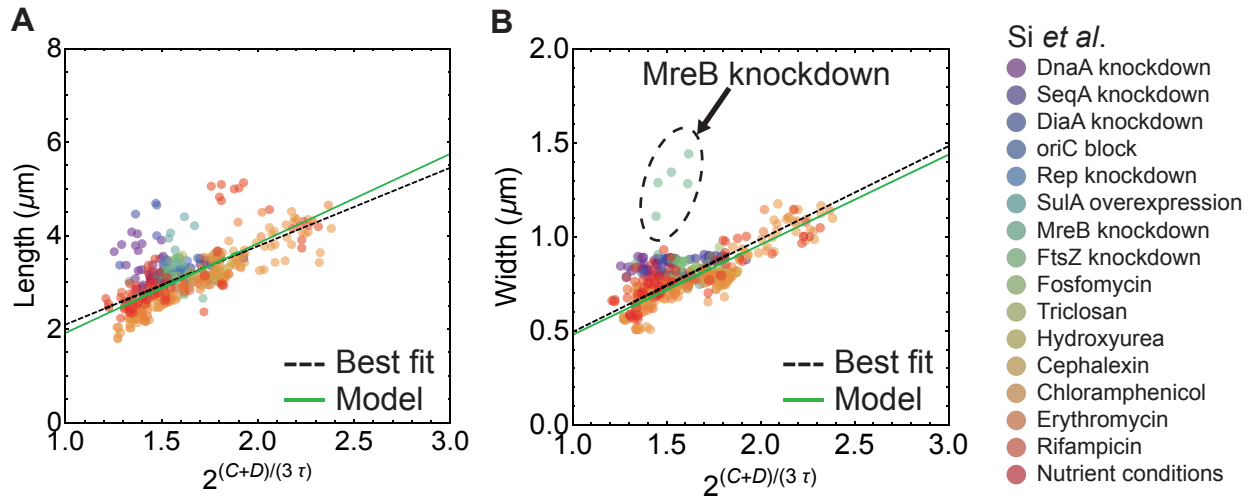 A
Length (μm)
8
6
4
2
0
1.0 1.5 2.0 2.5 3.0
2^(C+D)/(3 τ)
Best fit
Model
B
Width (μm)
2.0
1.5
1.0
0.5
0.0
1.0 1.5 2.0 2.5 3.0
2^(C+D)/(3 τ)
MreB knockdown
Best fit
Model
Si et al.
DnaA knockdown
SeqA knockdown
DiaA knockdown
oriC block
Rep knockdown
SulA overexpression
MreB knockdown
FtsZ knockdown
Fosfomycin
Triclosan
Hydroxyurea
Cephalexin
Chloramphenicol
Erythromycin
Rifampicin
Nutrient conditions